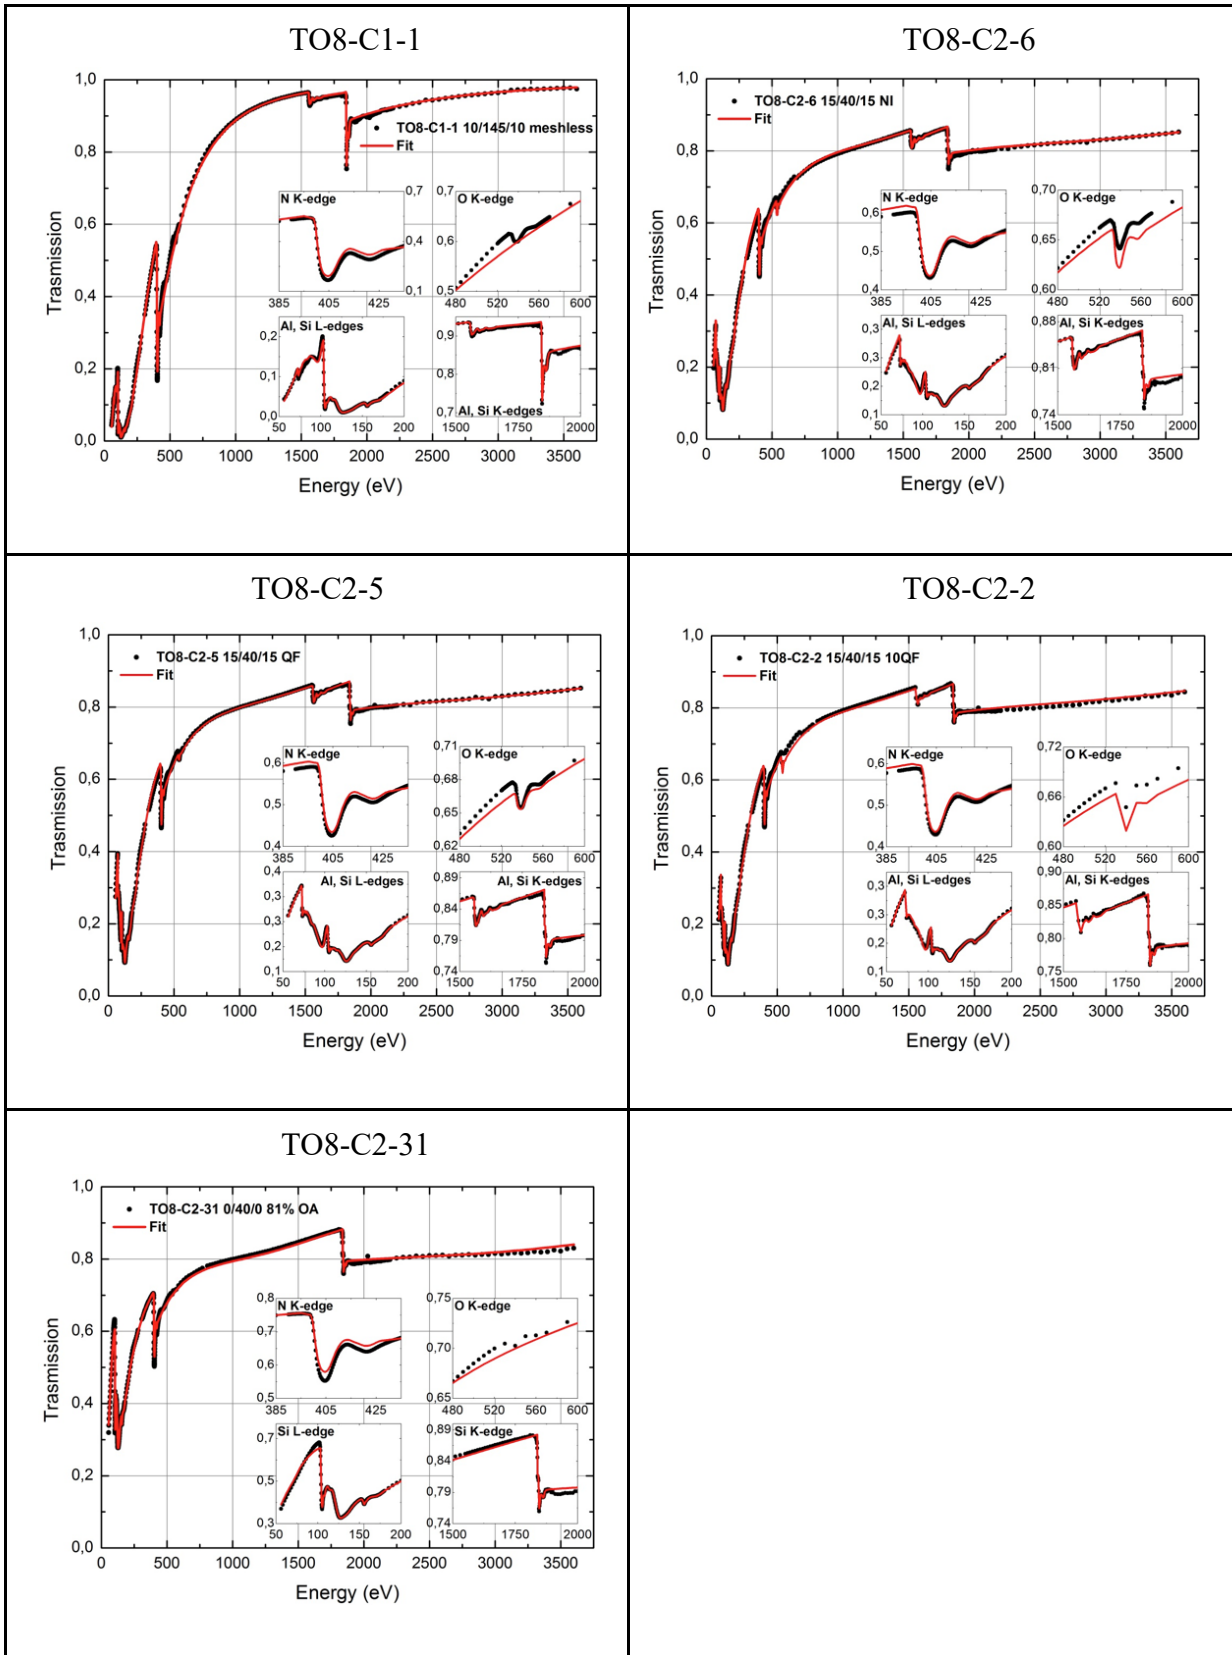 TO8-C1-1
1,0
0,8
0,6
0,4
0,2
0,0
Trasmission
TO8-C1-1 10/145/10 meshless
Fit
N K-edge
0,7
0,4
0,1
385 405 425
O K-edge
0,7
0,6
0,5
480 520 560 600
Al, Si L-edges
0,2
0,1
0,0
50 100 150 200
Al, Si K-edges
0,9
0,8
0,7
1500 1750 2000
0 500 1000 1500 2000 2500 3000 3500
Energy (eV)
TO8-C2-6
1,0
0,8
0,6
0,4
0,2
0,0
Trasmission
TO8-C2-6 15/40/15 NI
Fit
N K-edge
0,6
0,5
0,4
385 405 425
O K-edge
0,70
0,65
0,60
480 520 560 600
Al, Si L-edges
0,3
0,3
0,2
0,1
50 100 150 200
Al, Si K-edges
0,88
0,81
0,74
1500 1750 2000
0 500 1000 1500 2000 2500 3000 3500
Energy (eV)
TO8-C2-5
1,0
0,8
0,6
0,4
0,2
0,0
Trasmission
TO8-C2-5 15/40/15 QF
Fit
N K-edge
0,6
0,5
0,4
385 405 425
O K-edge
0,71
0,68
0,65
0,62
480 520 560 600
Al, Si L-edges
0,4
0,3
0,2
0,1
50 100 150 200
Al, Si K-edges
0,89
0,84
0,79
0,74
1500 1750 2000
0 500 1000 1500 2000 2500 3000 3500
Energy (eV)
TO8-C2-2
1,0
0,8
0,6
0,4
0,2
0,0
Trasmission
TO8-C2-2 15/40/15 10QF
Fit
N K-edge
0,6
0,5
0,4
385 405 425
O K-edge
0,72
0,66
0,60
480 520 560 600
Al, Si L-edges
0,3
0,3
0,2
0,1
50 100 150 200
Al, Si K-edges
0,90
0,85
0,80
0,75
1500 1750 2000
0 500 1000 1500 2000 2500 3000 3500
Energy (eV)
TO8-C2-31
1,0
0,8
0,6
0,4
0,2
0,0
Trasmission
TO8-C2-31 0/40/0 81% OA
Fit
N K-edge
0,8
0,7
0,6
0,5
385 405 425
O K-edge
0,75
0,70
0,65
480 520 560 600
Si L-edge
0,7
0,5
0,3
50 100 150 200
Si K-edge
0,89
0,84
0,79
0,74
1500 1750 2000
0 500 1000 1500 2000 2500 3000 3500
Energy (eV)